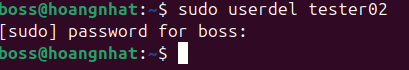 boss@hoangnhat:~$ sudo userdel tester02
[sudo] password for boss:
boss@hoangnhat:~$